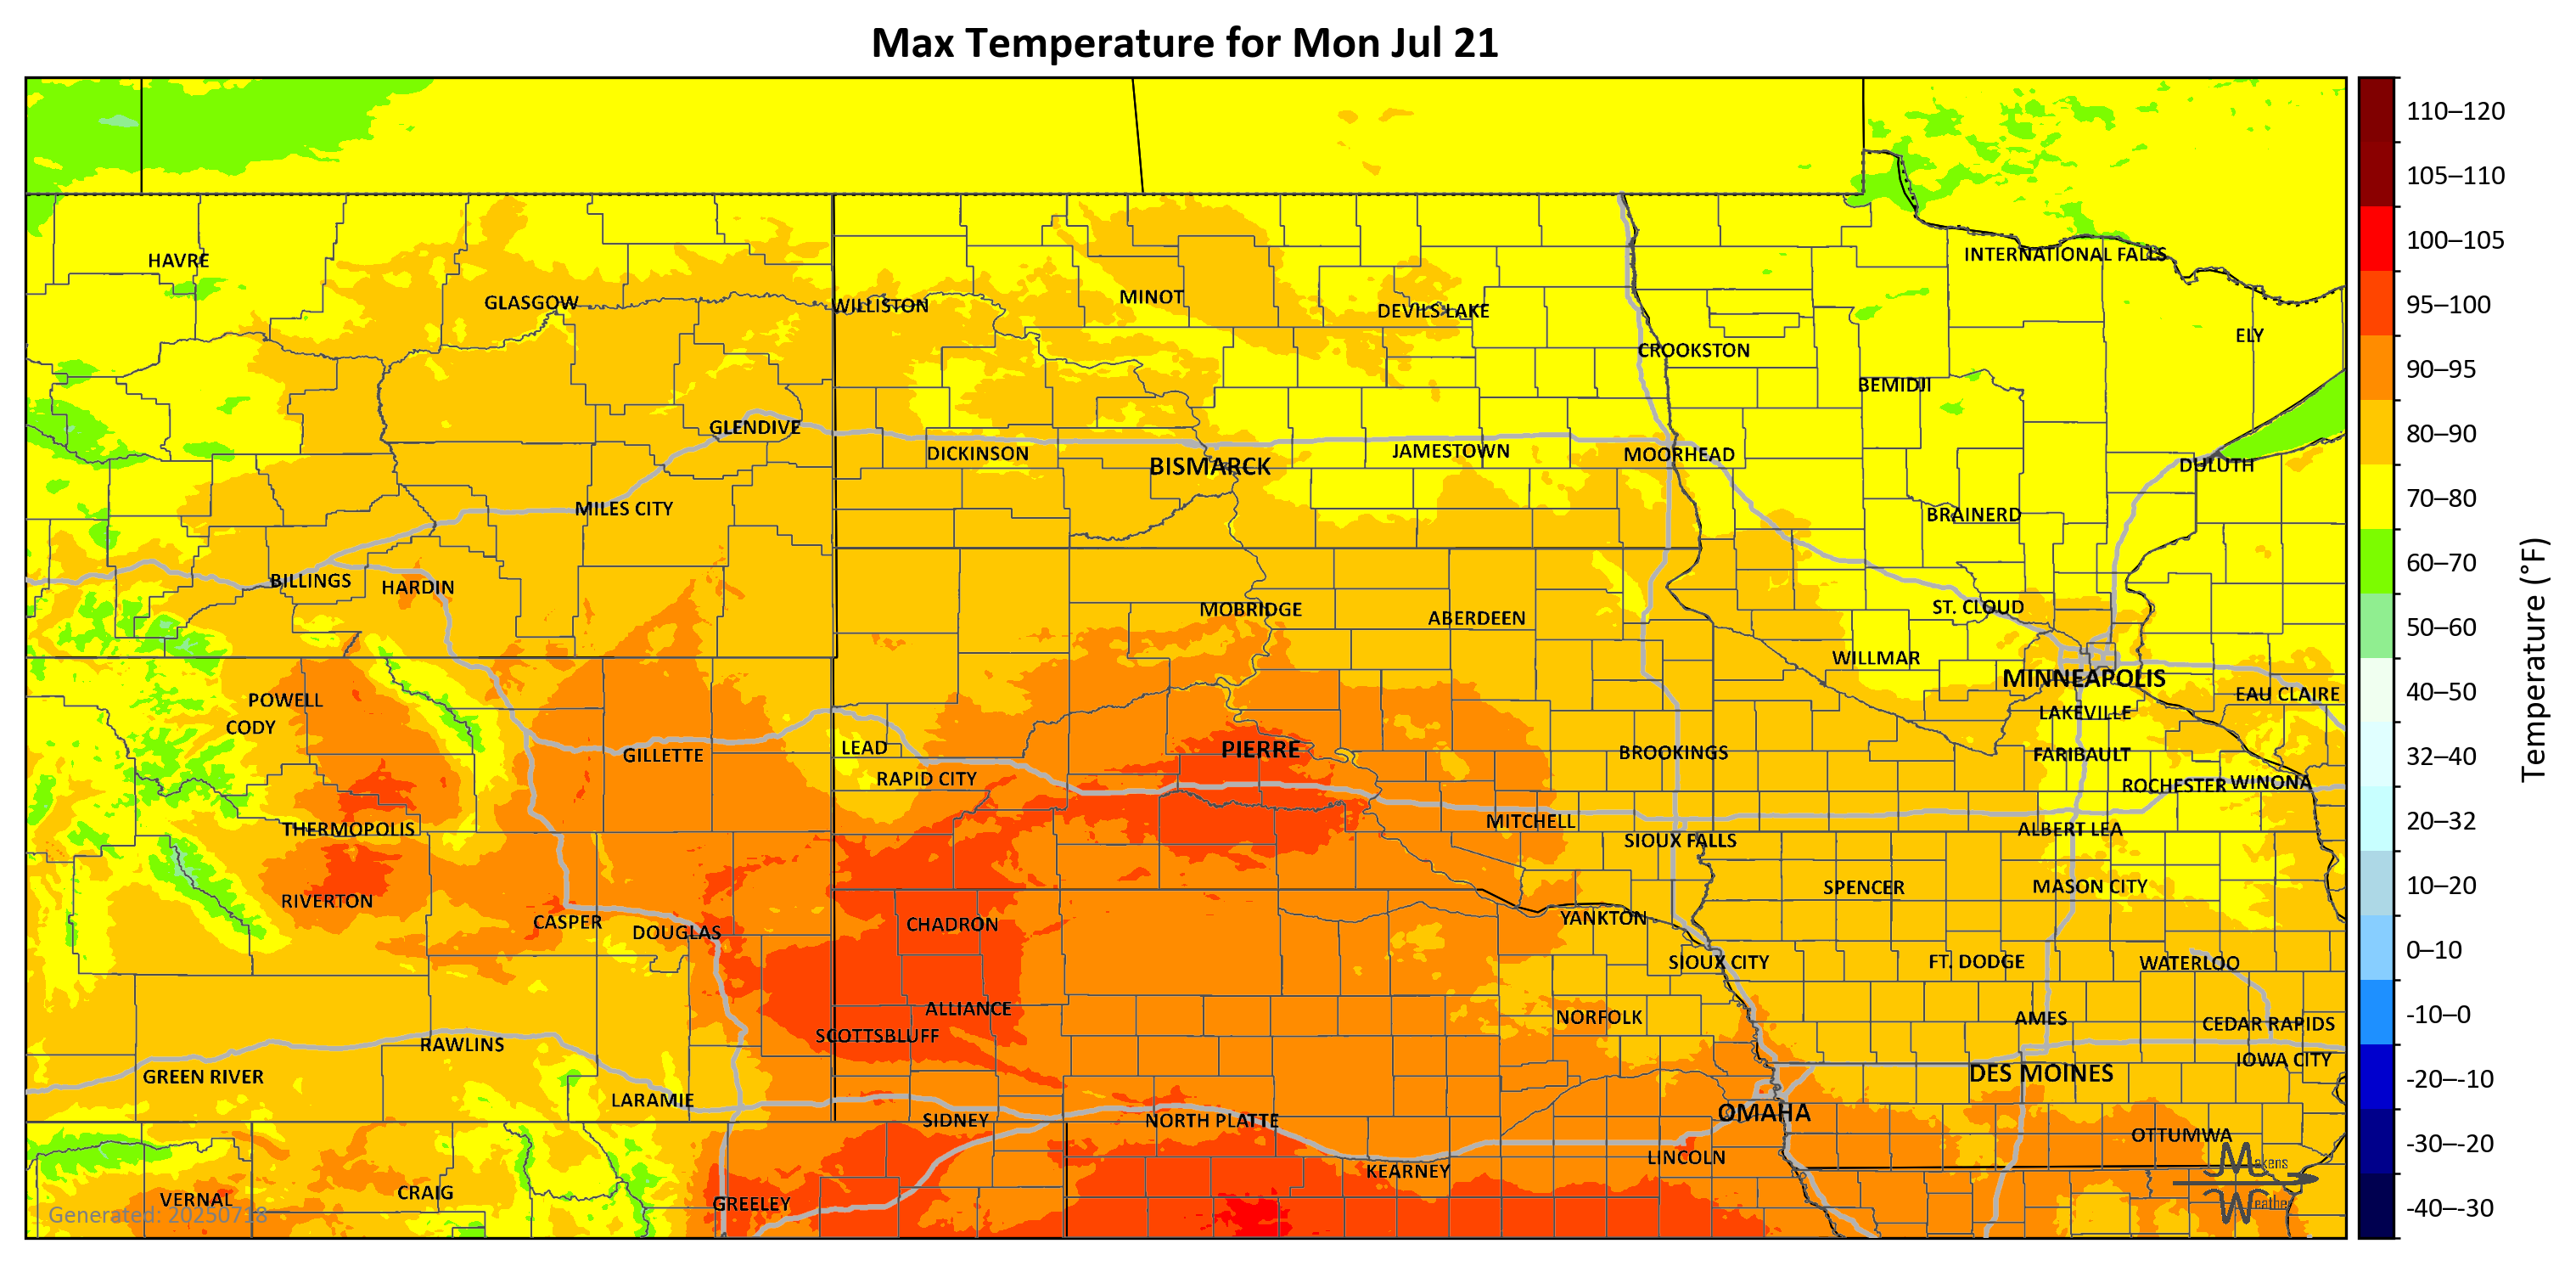 Max Temperature for Mon Jul 21
HAVRE
INTERNATIONAL FALLS
GLASGOW
WILLISTON
MINOT
DEVILS LAKE
ELY
CROOKSTON
BEMIDJI
GLENDIVE
DICKINSON
BISMARCK
JAMESTOWN
MOORHEAD
DULUTH
MILES CITY
BRAINERD
BILLINGS
HARDIN
MOBRIDGE
ABERDEEN
ST. CLOUD
WILLMAR
MINNEAPOLIS
POWELL
EAU CLAIRE
CODY
LAKEVILLE
GILLETTE
LEAD
PIERRE
BROOKINGS
FARIBAULT
RAPID CITY
ROCHESTER
WINONA
THERMOPOLIS
MITCHELL
ALBERT LEA
SIOUX FALLS
RIVERTON
SPENCER
MASON CITY
CASPER
DOUGLAS
CHADRON
YANKTON
SIOUX CITY
FT. DODGE
WATERLOO
ALLIANCE
NORFOLK
AMES
CEDAR RAPIDS
SCOTTSBLUFF
RAWLINS
IOWA CITY
GREEN RIVER
DES MOINES
LARAMIE
SIDNEY
NORTH PLATTE
OMAHA
OTTUMWA
LINCOLN
KEARNEY
VERNAL
CRAIG
GREELEY
Generated: 20250718
Makens
Weather
110–120
105–110
100–105
95–100
90–95
80–90
70–80
60–70
50–60
40–50
32–40
20–32
10–20
0–10
-10–0
-20–-10
-30–-20
-40–-30
Temperature (°F)